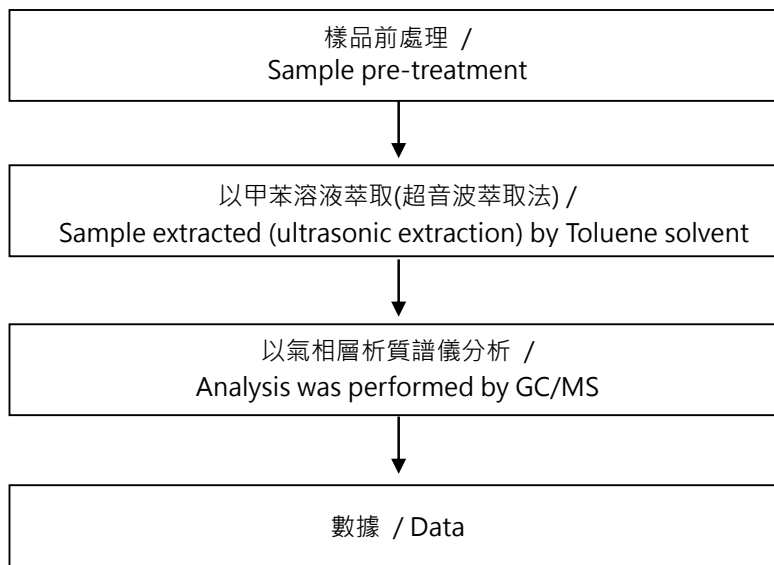 樣品前處理 /
Sample pre-treatment
以甲苯溶液萃取(超音波萃取法) /
Sample extracted (ultrasonic extraction) by Toluene solvent
以氣相層析質譜儀分析 /
Analysis was performed by GC/MS
數據 / Data